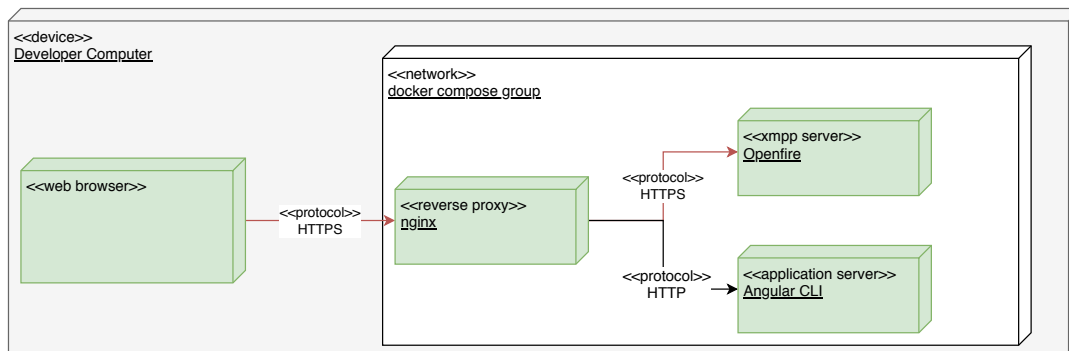 <<device>>
Developer Computer
<<network>>
docker compose group
<<xmpp server>>
Openfire
<<web browser>>
<<protocol>>
HTTPS
<<protocol>>
HTTPS
<<reverse proxy>>
nginx
<<protocol>>
HTTP
<<application server>>
Angular CLI